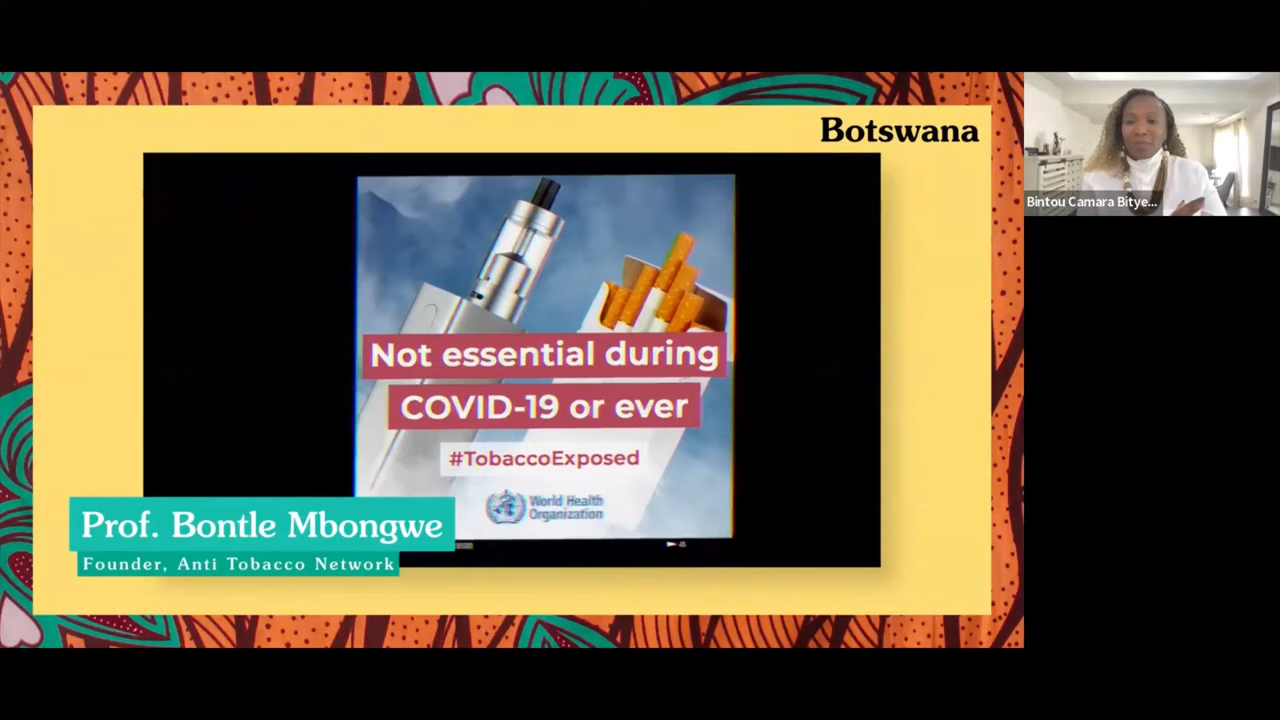 Botswana
Bintou Camara Bitye...
Not essential during
COVID-19 or ever
#TobaccoExposed
World Health
Organization
Prof. Bontle Mbongwe
Founder, Anti Tobacco Network